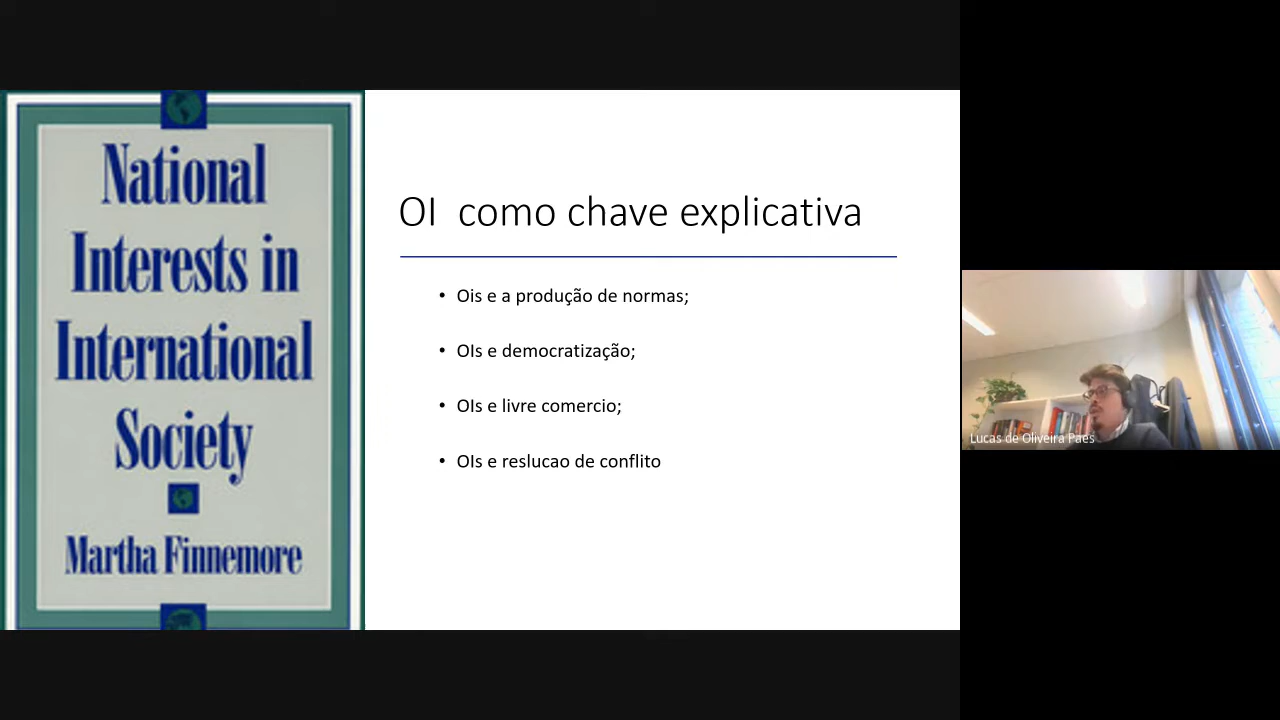 National
Interests in
International
Society
Martha Finnemore
OI  como chave explicativa
• Ois e a produção de normas;
• OIs e democratização;
• OIs e livre comercio;
• OIs e reslucao de conflito
Lucas de Oliveira Paes